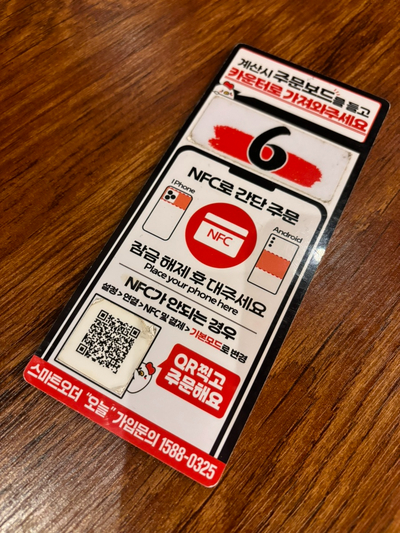 계산시 주문보드를 들고
카운터로 가져와주세요
6
NFC로 간단 주문
iPhone
Android
NFC
잠금 해제 후 대주세요
Place your phone here
NFC가 안되는 경우
설정 > 연결 > NFC 및 결제 > 기본모드로 변경
QR찍고
주문해요
스마트오더 "오늘" 가입문의 1588-0325